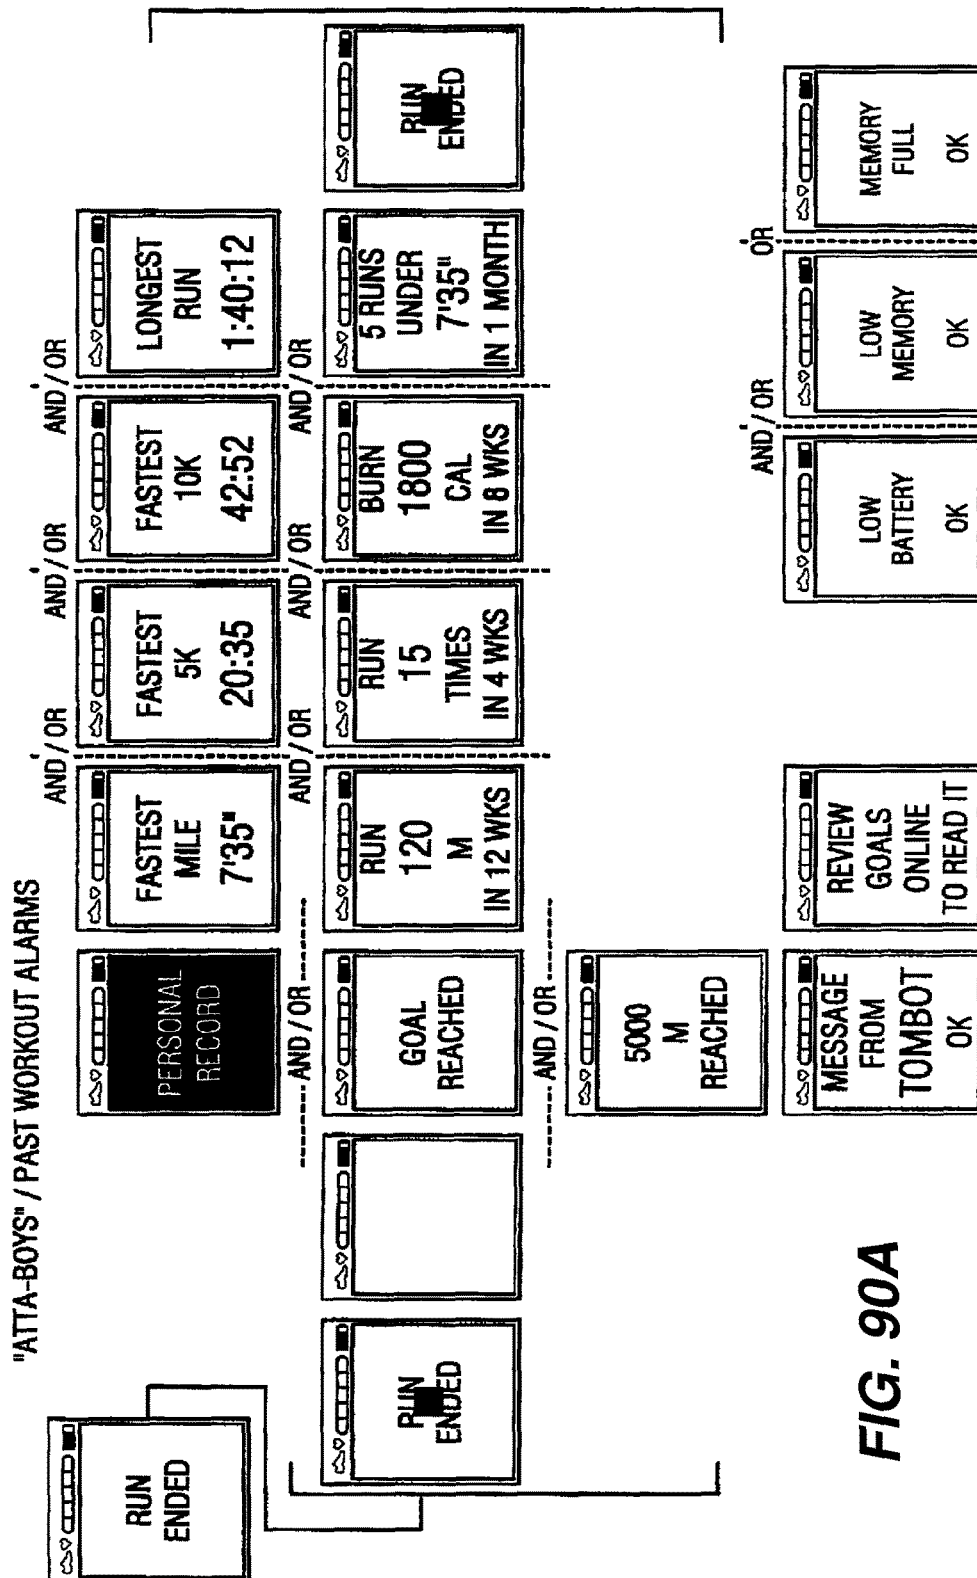 "ATTA-BOYS" / PAST WORKOUT ALARMS
RUN
ENDED
RUN
ENDED
PERSONAL
RECORD
AND / OR
FASTEST
MILE
7'35"
AND / OR
FASTEST
5K
20:35
AND / OR
FASTEST
10K
42:52
AND / OR
LONGEST
RUN
1:40:12
GOAL
REACHED
RUN
120
M
IN 12 WKS
AND / OR
RUN
15
TIMES
IN 4 WKS
AND / OR
BURN
1800
CAL
IN 8 WKS
AND / OR
5 RUNS
UNDER
7'35"
IN 1 MONTH
RUN
ENDED
AND / OR
5000
M
REACHED
MESSAGE
FROM
TOMBOT
OK
REVIEW
GOALS
ONLINE
TO READ IT
LOW
BATTERY
OK
AND / OR
LOW
MEMORY
OK
OR
MEMORY
FULL
OK
FIG. 90A